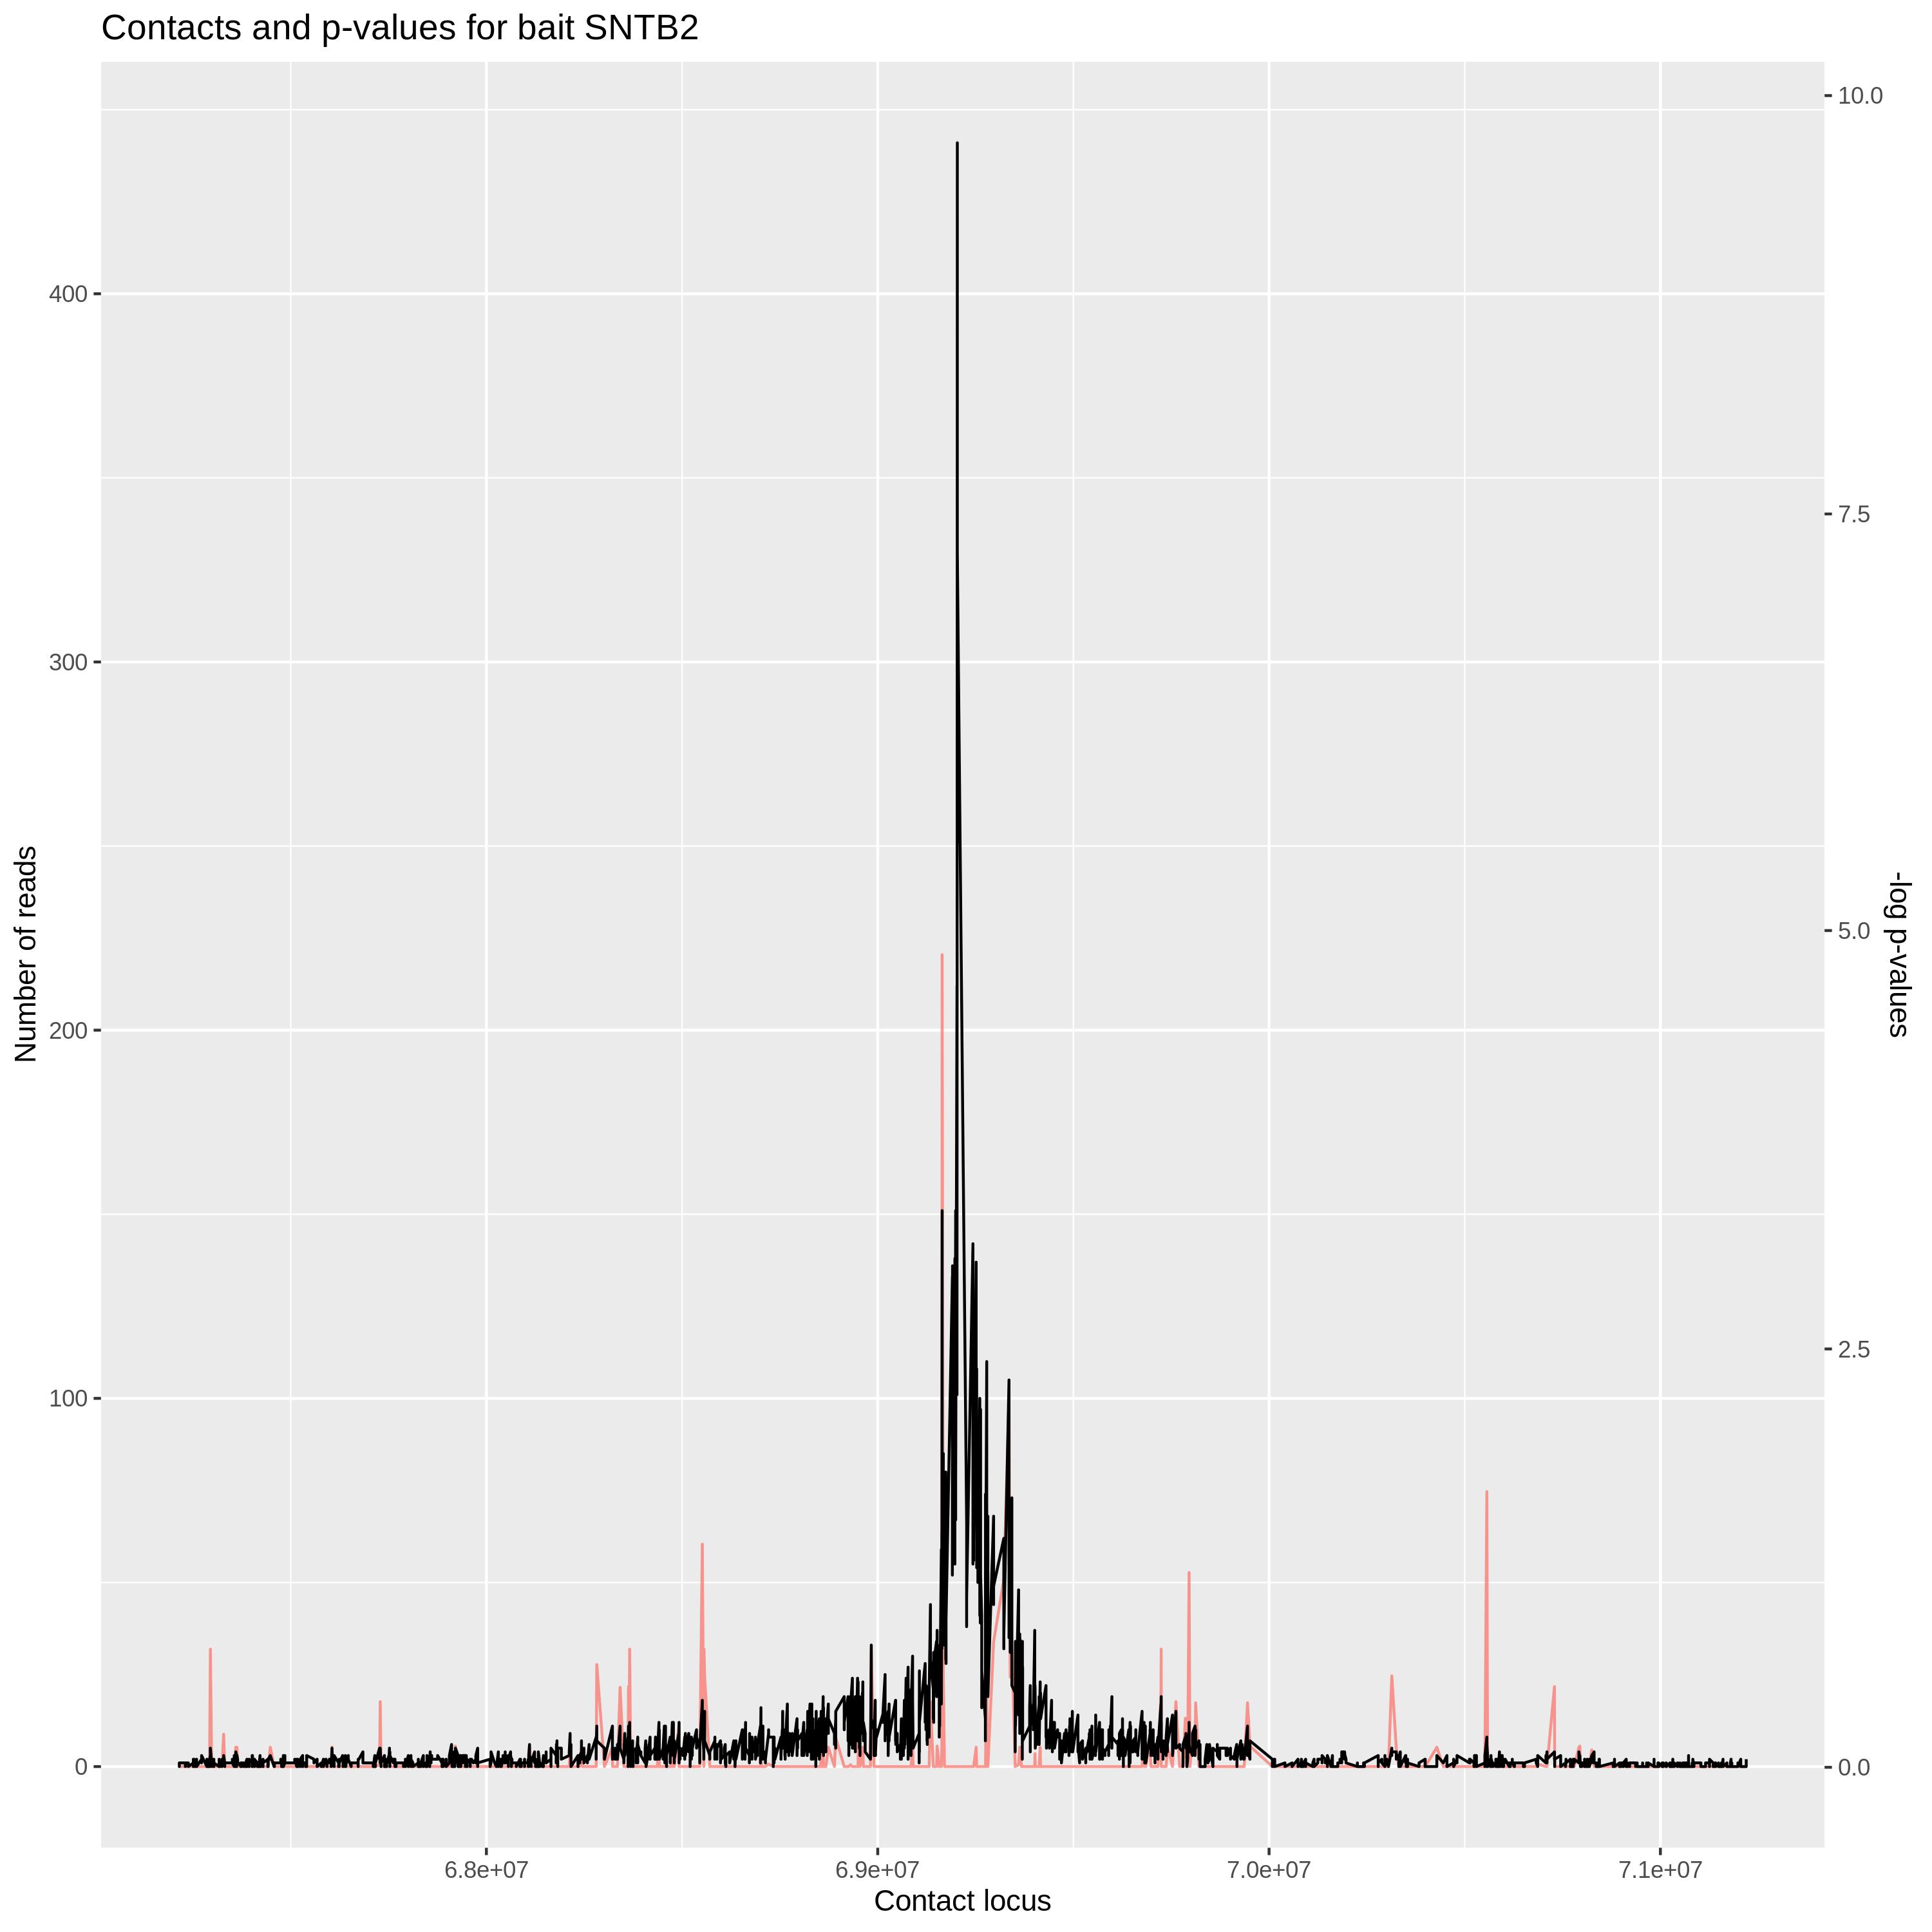 Contacts and p-values for bait SNTB2
Number of reads
400
300
200
100
0
10.0
7.5
5.0
2.5
0.0
-log p-values
6.8e+07
6.9e+07
7.0e+07
7.1e+07
Contact locus